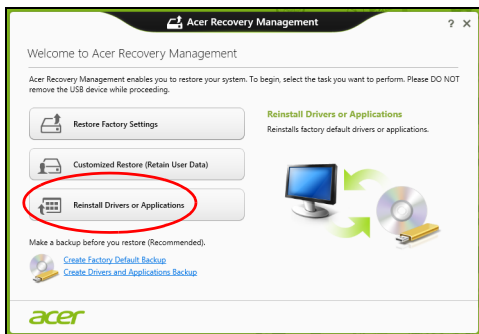 Acer Recovery Management
? X
Welcome to Acer Recovery Management
Acer Recovery Management enables you to restore your system. To begin, select the task you want to perform. Please DO NOT
remove the USB device while proceeding.
Restore Factory Settings
Customized Restore (Retain User Data)
Reinstall Drivers or Applications
Reinstall Drivers or Applications
Reinstalls factory default drivers or applications.
Make a backup before you restore (Recommended).
Create Factory Default Backup
Create Drivers and Applications Backup
acer